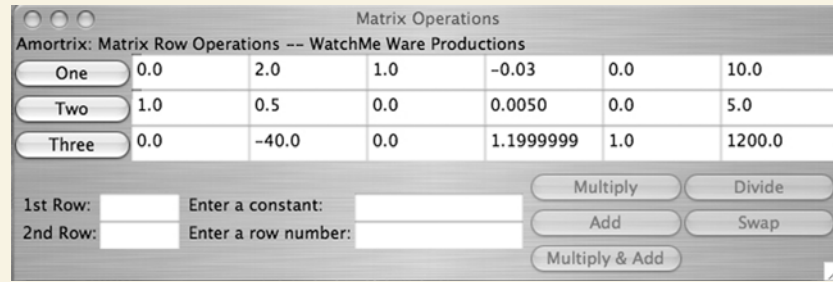 Matrix Operations
Amortrix: Matrix Row Operations -- WatchMe Ware Productions
One 0.0 2.0 1.0 -0.03 0.0 10.0
Two 1.0 0.5 0.0 0.0050 0.0 5.0
Three 0.0 -40.0 0.0 1.1999999 1.0 1200.0
Multiply Divide
1st Row: Enter a constant:
Add Swap
2nd Row: Enter a row number:
Multiply & Add